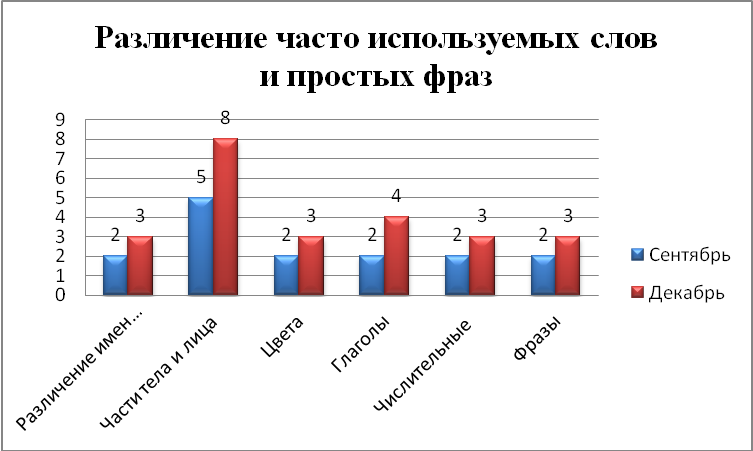 Различение часто используемых слов
и простых фраз
9
8
7
6
5
4
3
2
1
0
2
3
5
8
2
3
2
4
2
3
2
3
Различение имен...
Части тела и лица
Цвета
Глаголы
Числительные
Фразы
Сентябрь
Декабрь